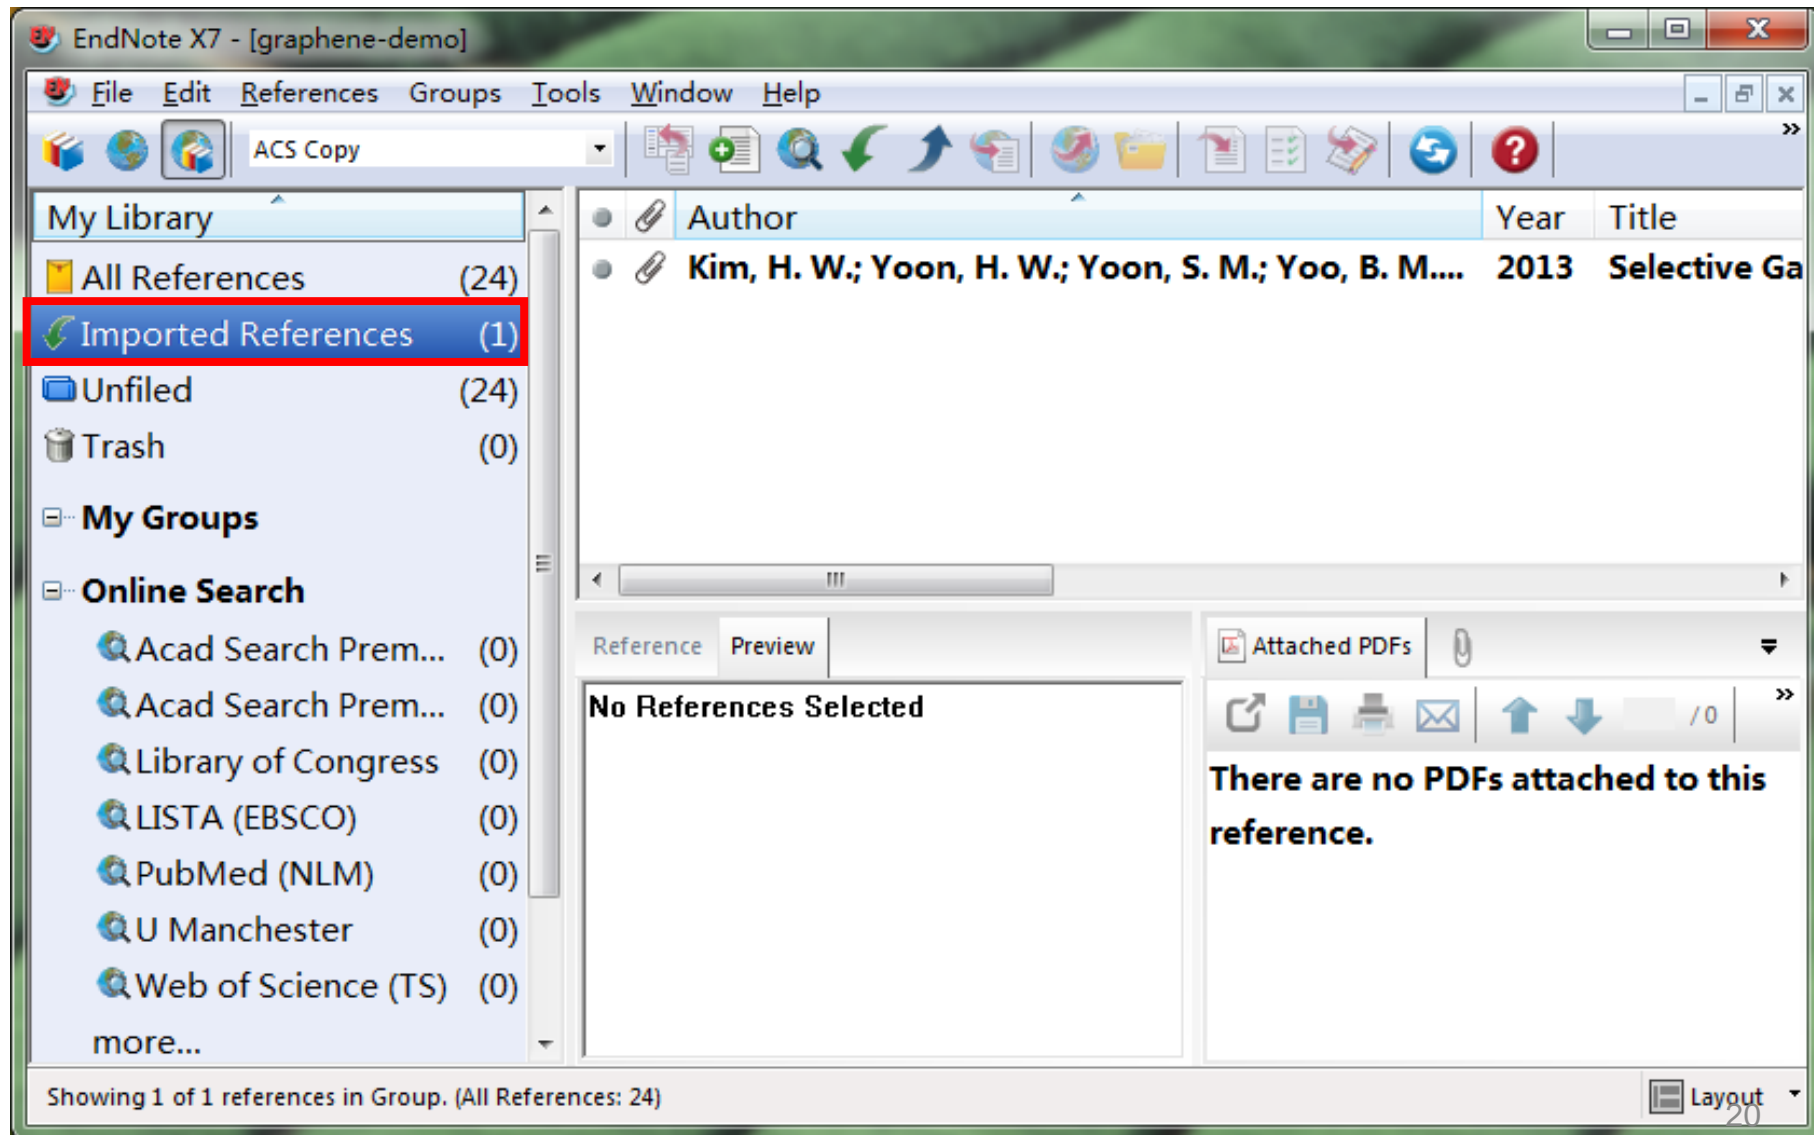 EndNote X7 - [graphene-demo]
File Edit References Groups Tools Window Help
ACS Copy
My Library
All References (24)
Imported References (1)
Unfiled (24)
Trash (0)
My Groups
Online Search
Acad Search Prem... (0)
Acad Search Prem... (0)
Library of Congress (0)
LISTA (EBSCO) (0)
PubMed (NLM) (0)
U Manchester (0)
Web of Science (TS) (0)
more...
Author Year Title
Kim, H. W.; Yoon, H. W.; Yoon, S. M.; Yoo, B. M.... 2013 Selective Ga
Reference Preview
No References Selected
Attached PDFs
/ 0
There are no PDFs attached to this
reference.
Showing 1 of 1 references in Group. (All References: 24)
Layout
20